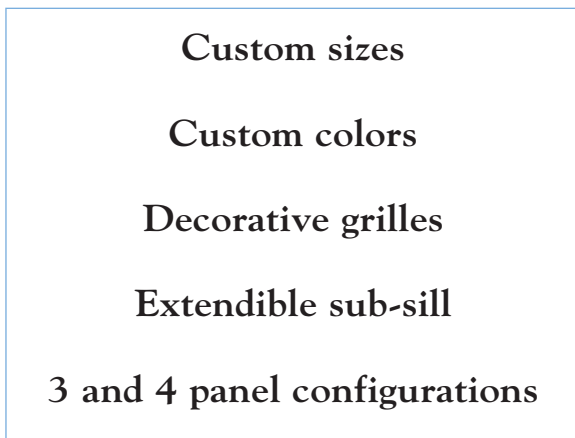 Custom sizes
Custom colors
Decorative grilles
Extendible sub-sill
3 and 4 panel configurations